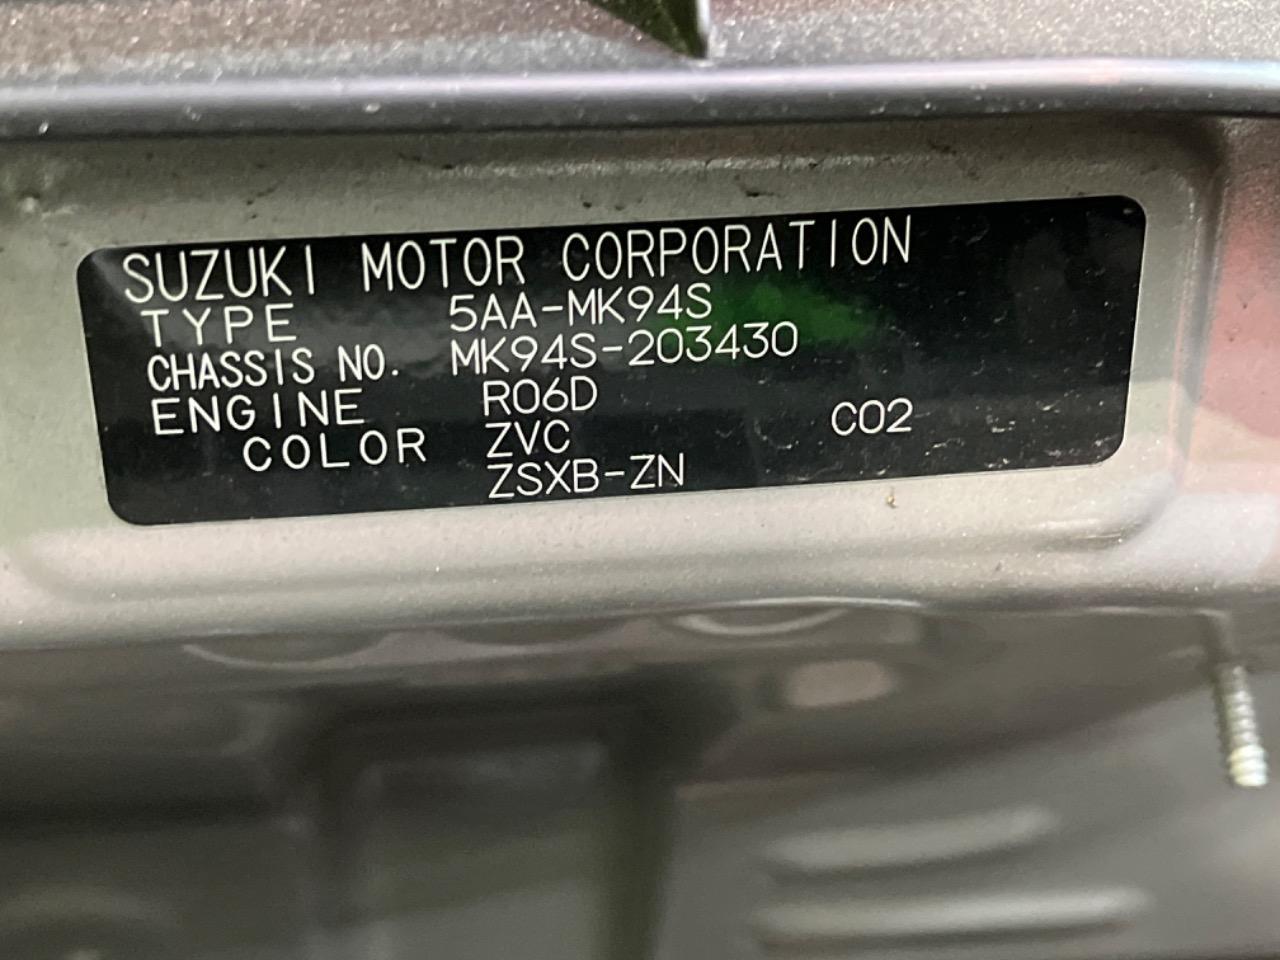 SUZUKI MOTOR CORPORATION
TYPE 5AA-MK94S
CHASSIS NO. MK94S-203430
ENGINE R06D
COLOR ZVC C02
ZSXB-ZN